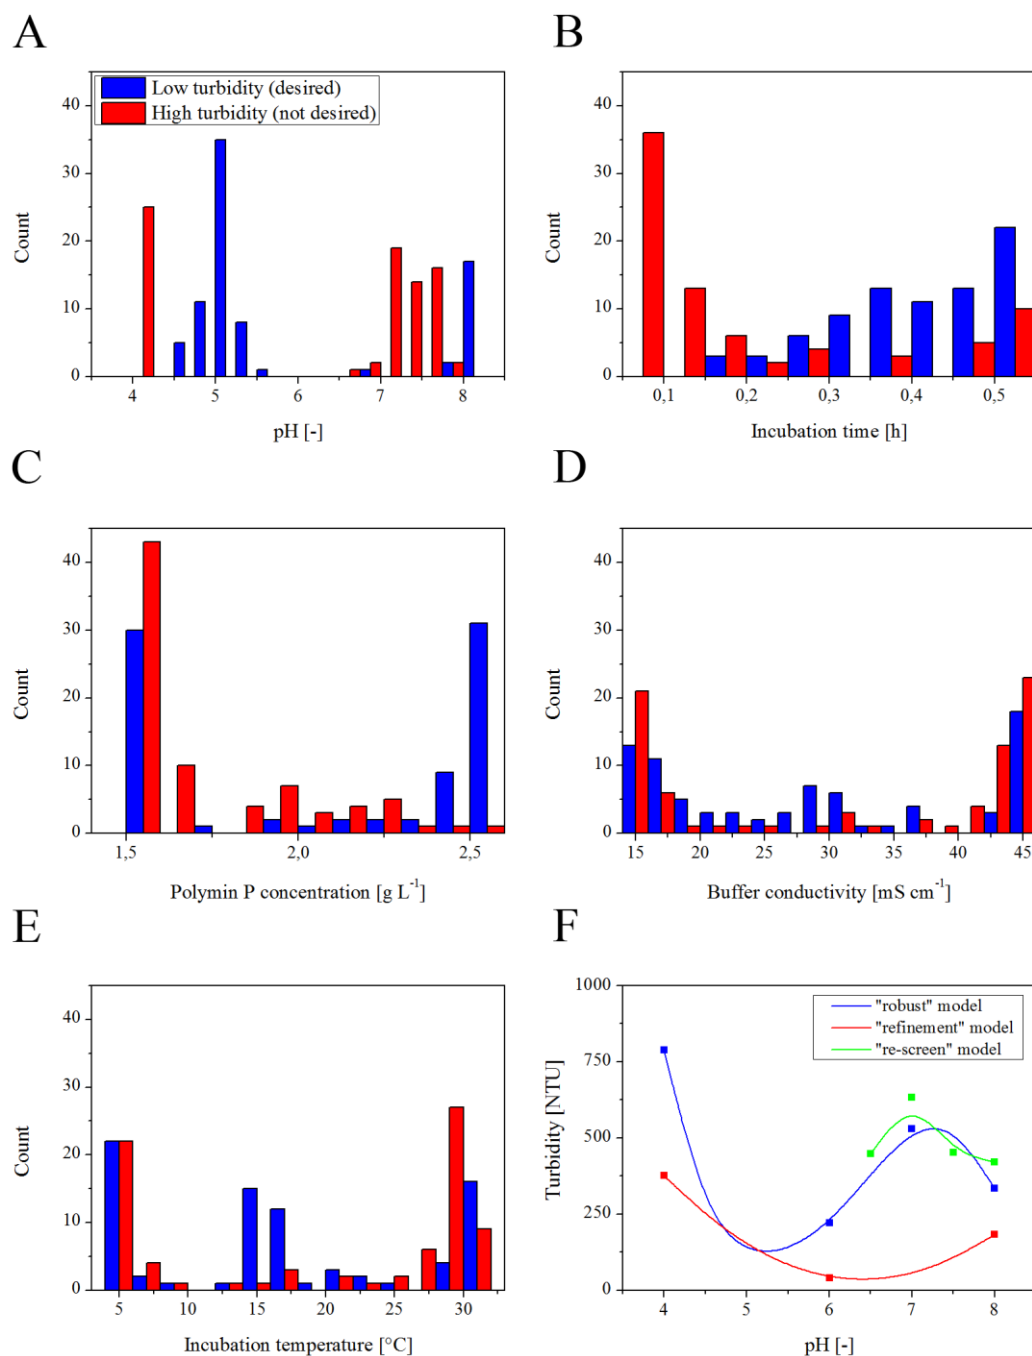 A
Low turbidity (desired)
High turbidity (not desired)
40
30
20
10
0
Count
4 5 6 7 8
pH [-]
B
40
30
20
10
0
Count
0,1 0,2 0,3 0,4 0,5
Incubation time [h]
C
40
30
20
10
0
Count
1,5 2,0 2,5
Polymin P concentration [g L⁻¹]
D
40
30
20
10
0
Count
15 20 25 30 35 40 45
Buffer conductivity [mS cm⁻¹]
E
40
30
20
10
0
Count
5 10 15 20 25 30
Incubation temperature [°C]
F
"robust" model
"refinement" model
"re-screen" model
1000
750
500
250
0
Turbidity [NTU]
4 5 6 7 8
pH [-]